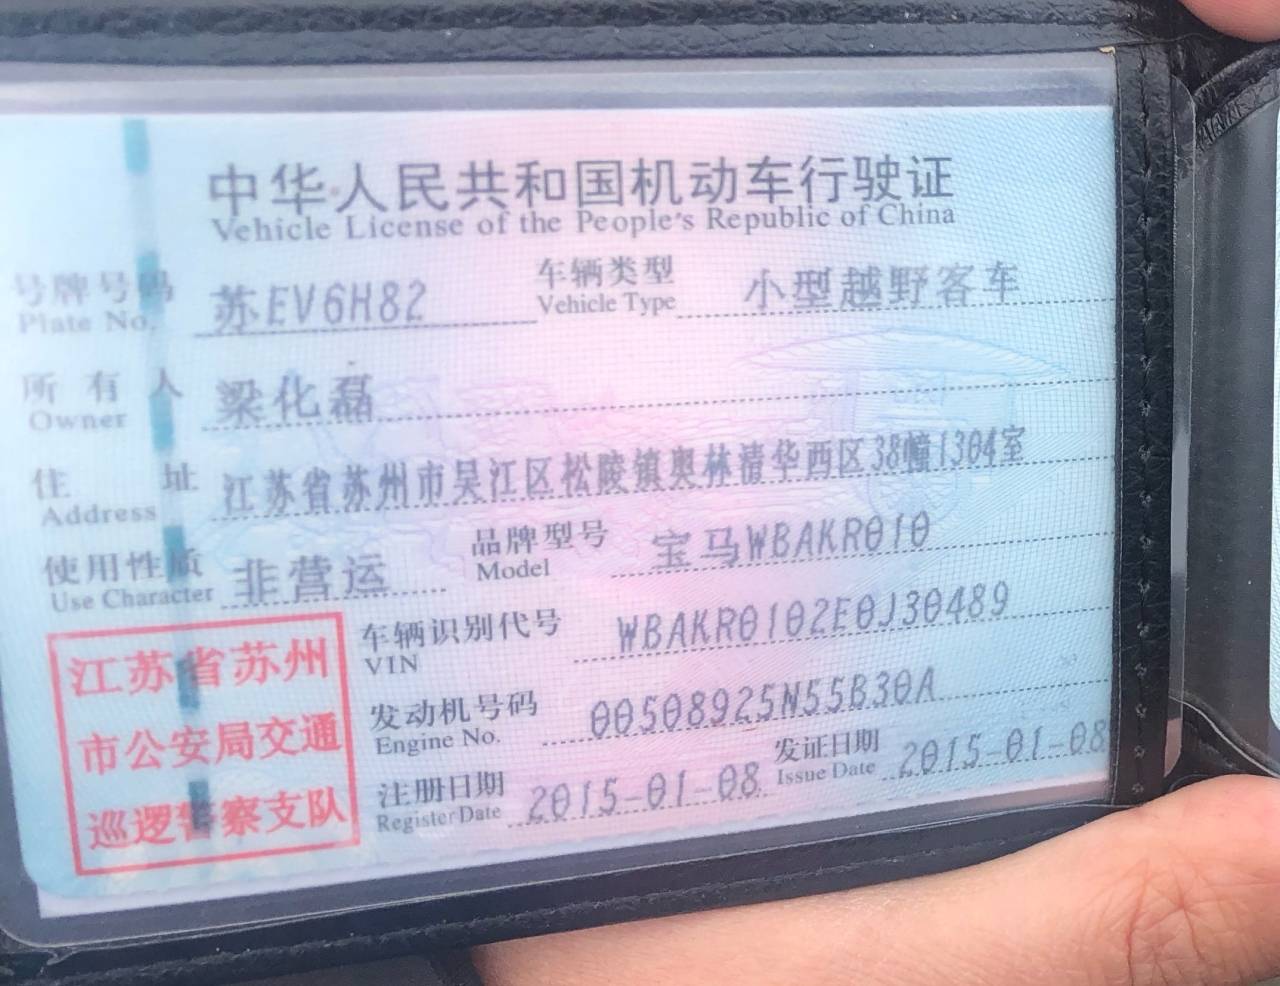 中华人民共和国机动车行驶证
Vehicle License of the People's Republic of China
号牌号码 苏EV6H82 车辆类型 小型越野客车
Plate No. Vehicle Type
所有人 梁化磊
Owner
住址 江苏省苏州市吴江区松陵镇奥林清华西区38幢1304室
Address
使用性质 非营运 品牌型号 宝马WBAKR010
Use Character Model
江苏省苏州
市公安局交通
巡逻警察支队
车辆识别代号 WBAKR0102E0J30489
VIN
发动机号码 00508925N55B30A
Engine No.
注册日期 2015-01-08 发证日期 2015-01-08
Register Date Issue Date